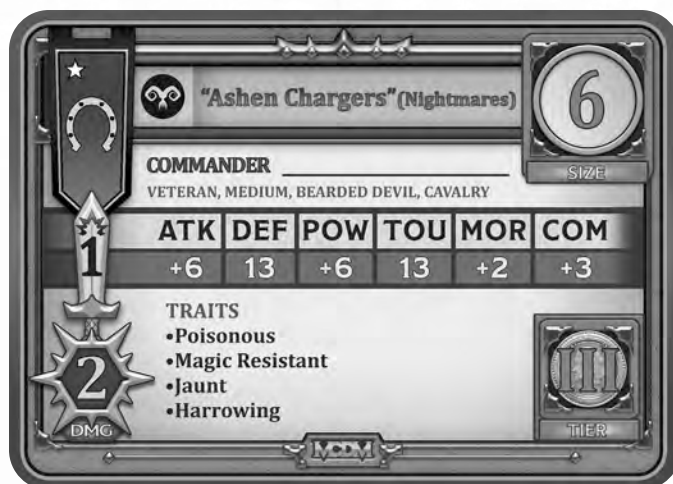 “Ashen Chargers” (Nightmares)
6
SIZE
COMMANDER
VETERAN, MEDIUM, BEARDED DEVIL, CAVALRY
ATK DEF POW TOU MOR COM
1
+6 13 +6 13 +2 +3
TRAITS
•Poisonous
•Magic Resistant
•Jaunt
•Harrowing
2
DMG
III
TIER
MCDM